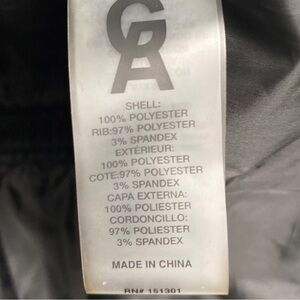 GA
SHELL:
100% POLYESTER
RIB:97% POLYESTER
3% SPANDEX
EXTÉRIEUR:
100% POLYESTER
COTE:97% POLYESTER
3% SPANDEX
CAPA EXTERNA:
100% POLIESTER
CORDONCILLO:
97% POLIESTER
3% SPANDEX
MADE IN CHINA
RN# 151301